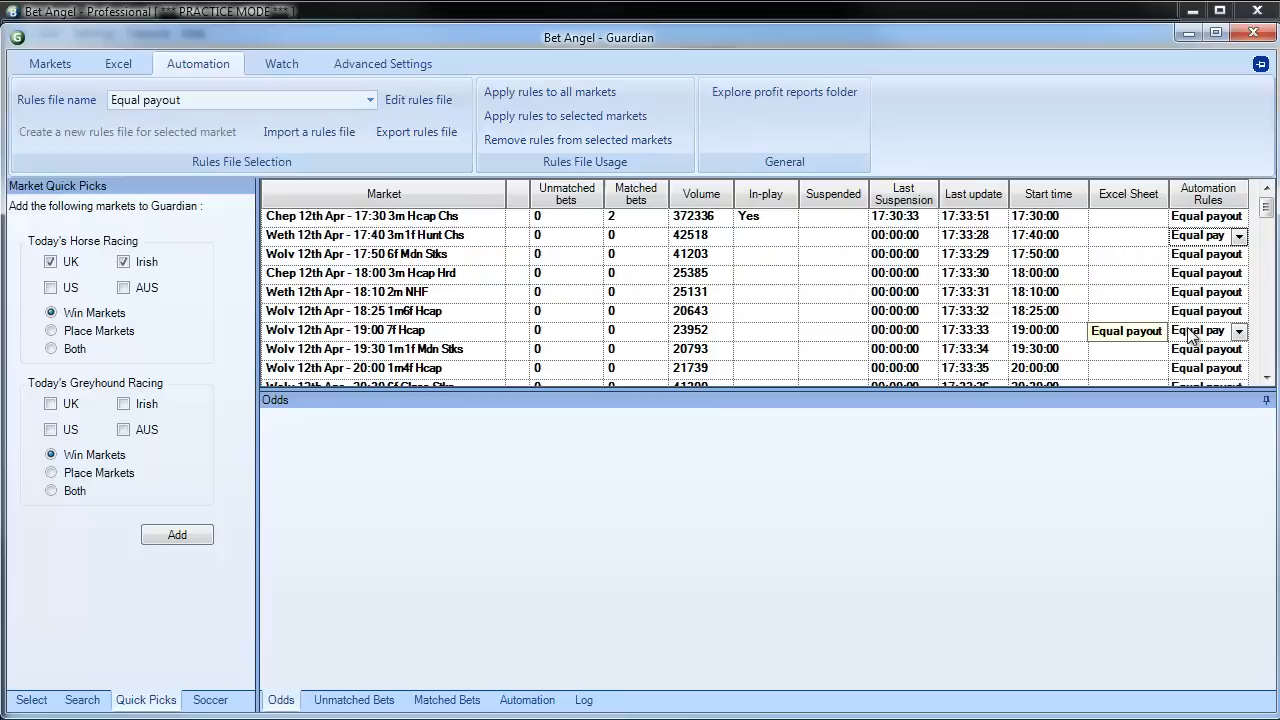 Bet Angel - Professional [ *** PRACTICE MODE *** ]
Bet Angel - Guardian
Markets Excel Automation Watch Advanced Settings
Rules file name Equal payout Edit rules file
Create a new rules file for selected market Import a rules file Export rules file
Rules File Selection
Apply rules to all markets
Apply rules to selected markets
Remove rules from selected markets
Rules File Usage
Explore profit reports folder
General
Market Quick Picks
Add the following markets to Guardian :
Today's Horse Racing
UK Irish
US AUS
Win Markets
Place Markets
Both
Today's Greyhound Racing
UK Irish
US AUS
Win Markets
Place Markets
Both
Add
Select Search Quick Picks Soccer
Market Unmatched bets Matched bets Volume In-play Suspended Last Suspension Last update Start time Excel Sheet Automation Rules
Chep 12th Apr - 17:30 3m Hcap Chs 0 2 372336 Yes 17:30:33 17:33:51 17:30:00 Equal payout
Weth 12th Apr - 17:40 3m1f Hunt Chs 0 0 42518 00:00:00 17:33:28 17:40:00 Equal pay
Wolv 12th Apr - 17:50 6f Mdn Stks 0 0 41203 00:00:00 17:33:29 17:50:00 Equal payout
Chep 12th Apr - 18:00 3m Hcap Hrd 0 0 25385 00:00:00 17:33:30 18:00:00 Equal payout
Weth 12th Apr - 18:10 2m NHF 0 0 25131 00:00:00 17:33:31 18:10:00 Equal payout
Wolv 12th Apr - 18:25 1m6f Hcap 0 0 20643 00:00:00 17:33:32 18:25:00 Equal payout
Wolv 12th Apr - 19:00 7f Hcap 0 0 23952 00:00:00 17:33:33 19:00:00 Equal payout Equal pay
Wolv 12th Apr - 19:30 1m1f Mdn Stks 0 0 20793 00:00:00 17:33:34 19:30:00 Equal payout
Wolv 12th Apr - 20:00 1m4f Hcap 0 0 21739 00:00:00 17:33:35 20:00:00 Equal payout
Odds
Odds Unmatched Bets Matched Bets Automation Log